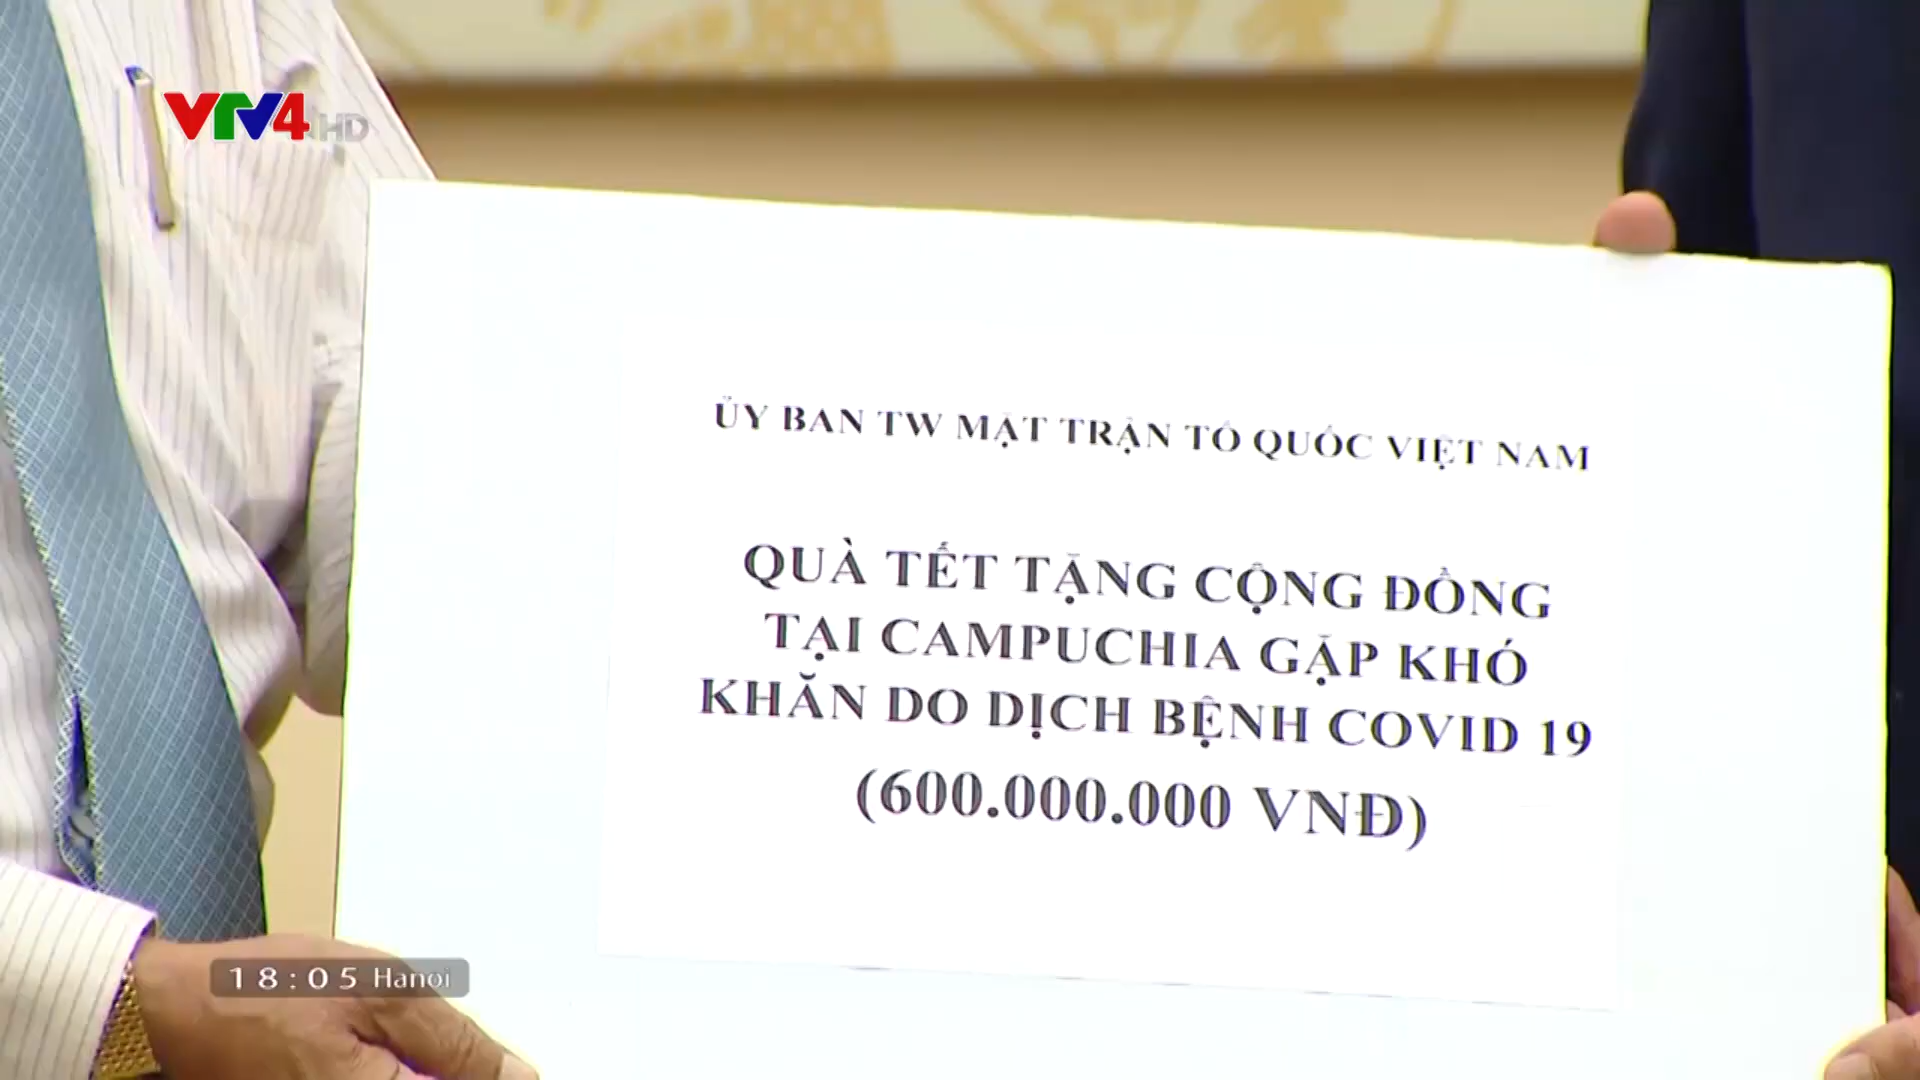 VTV4 HD
ỦY BAN TW MẶT TRẬN TỔ QUỐC VIỆT NAM
QUÀ TẾT TẶNG CỘNG ĐỒNG
TẠI CAMPUCHIA GẶP KHÓ
KHĂN DO DỊCH BỆNH COVID 19
(600.000.000 VNĐ)
18:05 Hanoi